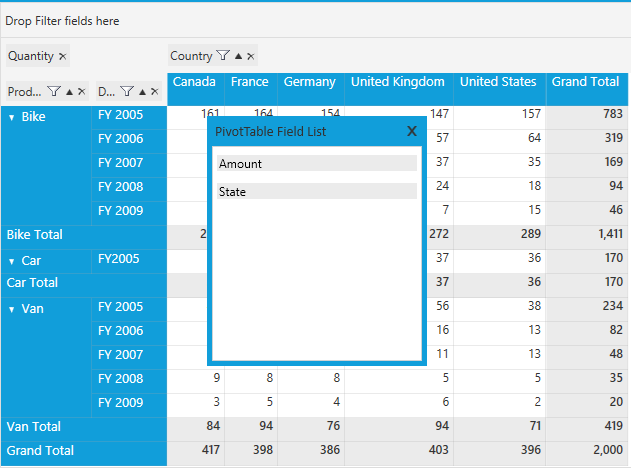 Drop Filter fields here
Quantity
Country
Prod...
D...
Canada France Germany United Kingdom United States Grand Total
Bike FY 2005 161 164 154 147 157 783
PivotTable Field List X
Amount
State
FY 2006 57 64 319
FY 2007 37 35 169
FY 2008 24 18 94
FY 2009 7 15 46
Bike Total 272 289 1,411
Car FY2005 37 36 170
Car Total 37 36 170
Van FY 2005 56 38 234
FY 2006 16 13 82
FY 2007 11 13 48
FY 2008 9 8 8 5 5 35
FY 2009 3 5 4 6 2 20
Van Total 84 94 76 94 71 419
Grand Total 417 398 386 403 396 2,000